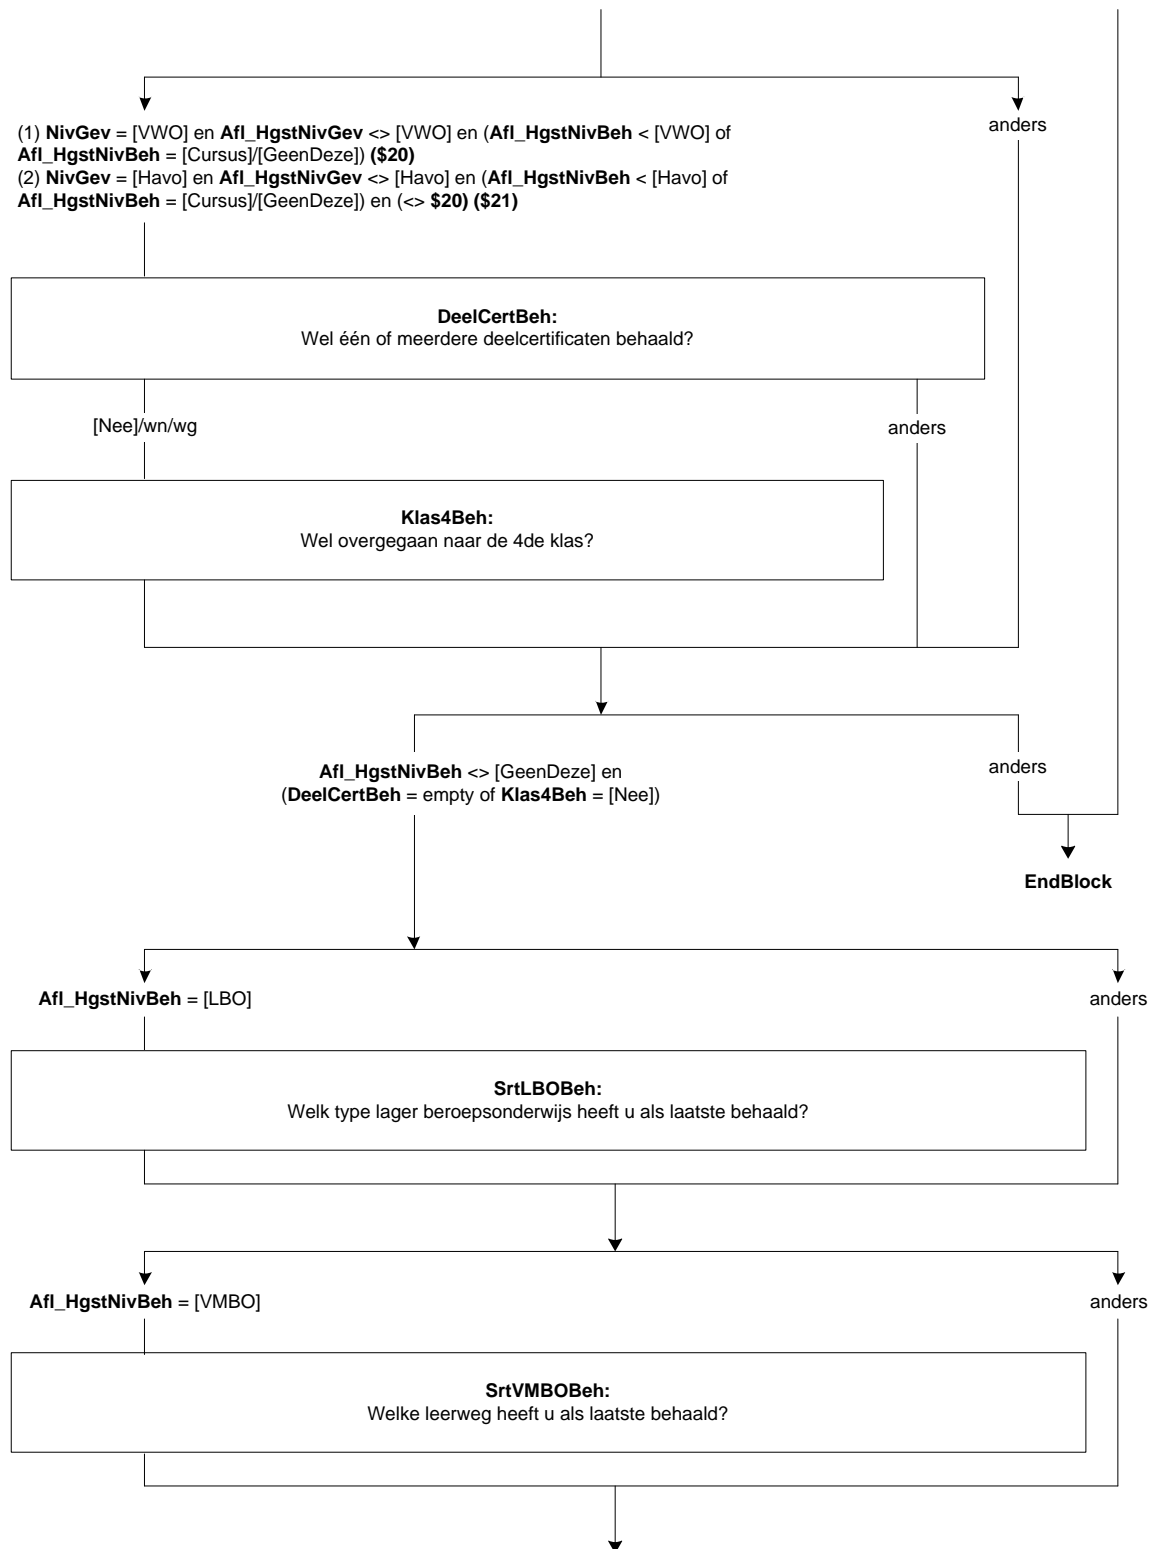 (1) NivGev = [VWO] en Afl_HgstNivGev <> [VWO] en (Afl_HgstNivBeh < [VWO] of
Afl_HgstNivBeh = [Cursus]/[GeenDeze]) ($20)
(2) NivGev = [Havo] en Afl_HgstNivGev <> [Havo] en (Afl_HgstNivBeh < [Havo] of
Afl_HgstNivBeh = [Cursus]/[GeenDeze]) en (<> $20) ($21)
anders
DeelCertBeh:
Wel één of meerdere deelcertificaten behaald?
[Nee]/wn/wg
anders
Klas4Beh:
Wel overgegaan naar de 4de klas?
Afl_HgstNivBeh <> [GeenDeze] en
(DeelCertBeh = empty of Klas4Beh = [Nee])
anders
EndBlock
Afl_HgstNivBeh = [LBO]
anders
SrtLBOBeh:
Welk type lager beroepsonderwijs heeft u als laatste behaald?
Afl_HgstNivBeh = [VMBO]
anders
SrtVMBOBeh:
Welke leerweg heeft u als laatste behaald?